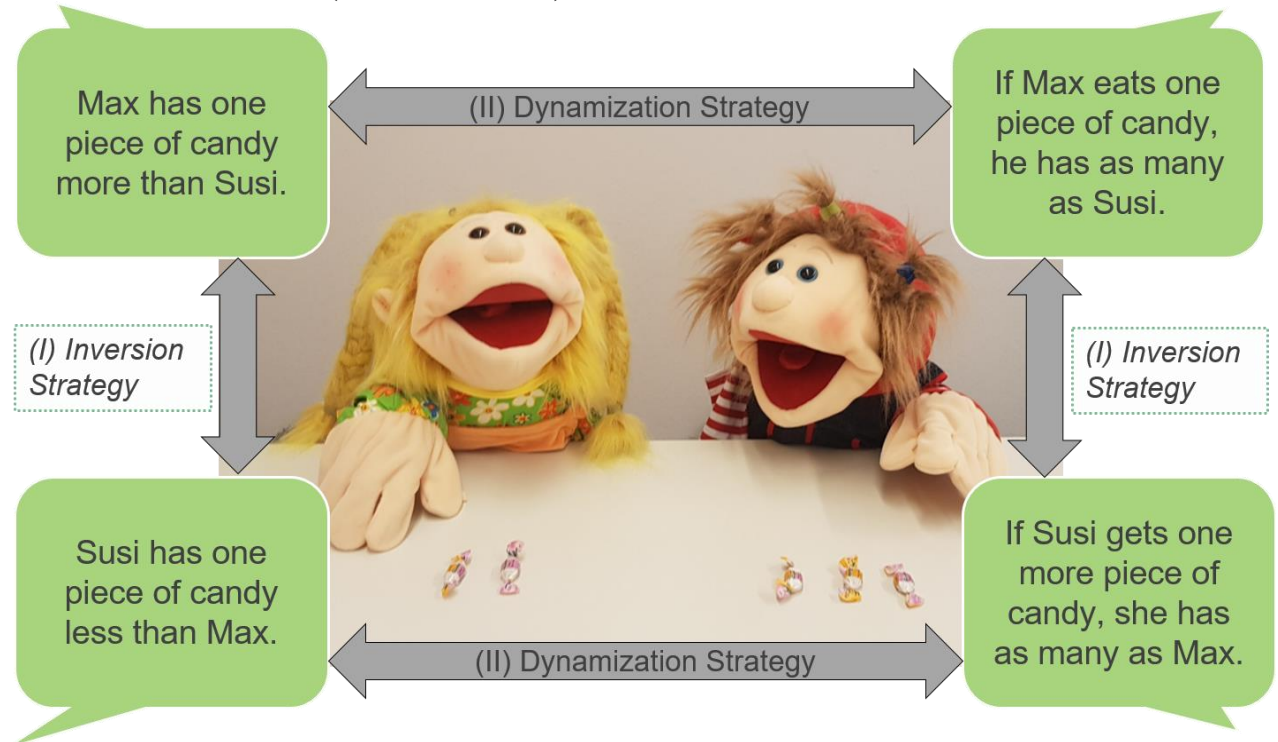 Max has one
piece of candy
more than Susi.
(II) Dynamization Strategy
If Max eats one
piece of candy,
he has as many
as Susi.
(I) Inversion
Strategy
(I) Inversion
Strategy
Susi has one
piece of candy
less than Max.
(II) Dynamization Strategy
If Susi gets one
more piece of
candy, she has
as many as Max.